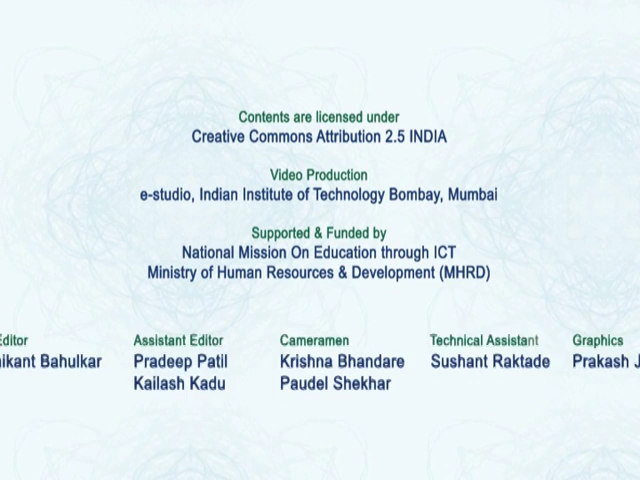 Contents are licensed under
Creative Commons Attribution 2.5 INDIA
Video Production
e-studio, Indian Institute of Technology Bombay, Mumbai
Supported & Funded by
National Mission On Education through ICT
Ministry of Human Resources & Development (MHRD)
Assistant Editor Cameramen Technical Assistant Graphics
Bahulkar Pradeep Patil Krishna Bhandare Sushant Raktade Prakash
Kailash Kadu Paudel Shekhar